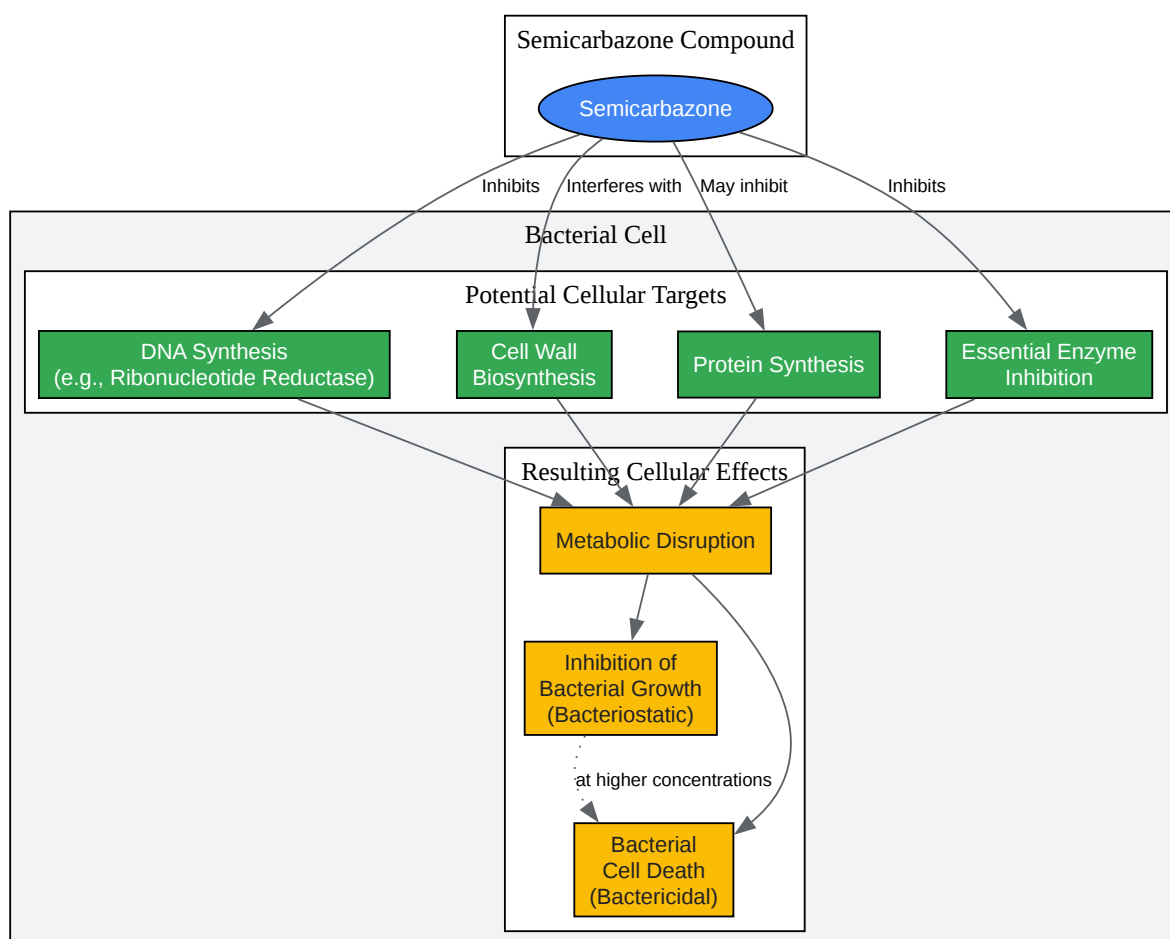 Semicarbazone Compound
Semicarbazone
Inhibits
Interferes with
May inhibit
Inhibits
Bacterial Cell
Potential Cellular Targets
DNA Synthesis
(e.g., Ribonucleotide Reductase)
Cell Wall
Biosynthesis
Protein Synthesis
Essential Enzyme
Inhibition
Resulting Cellular Effects
Metabolic Disruption
Inhibition of
Bacterial Growth
(Bacteriostatic)
at higher concentrations
Bacterial
Cell Death
(Bactericidal)